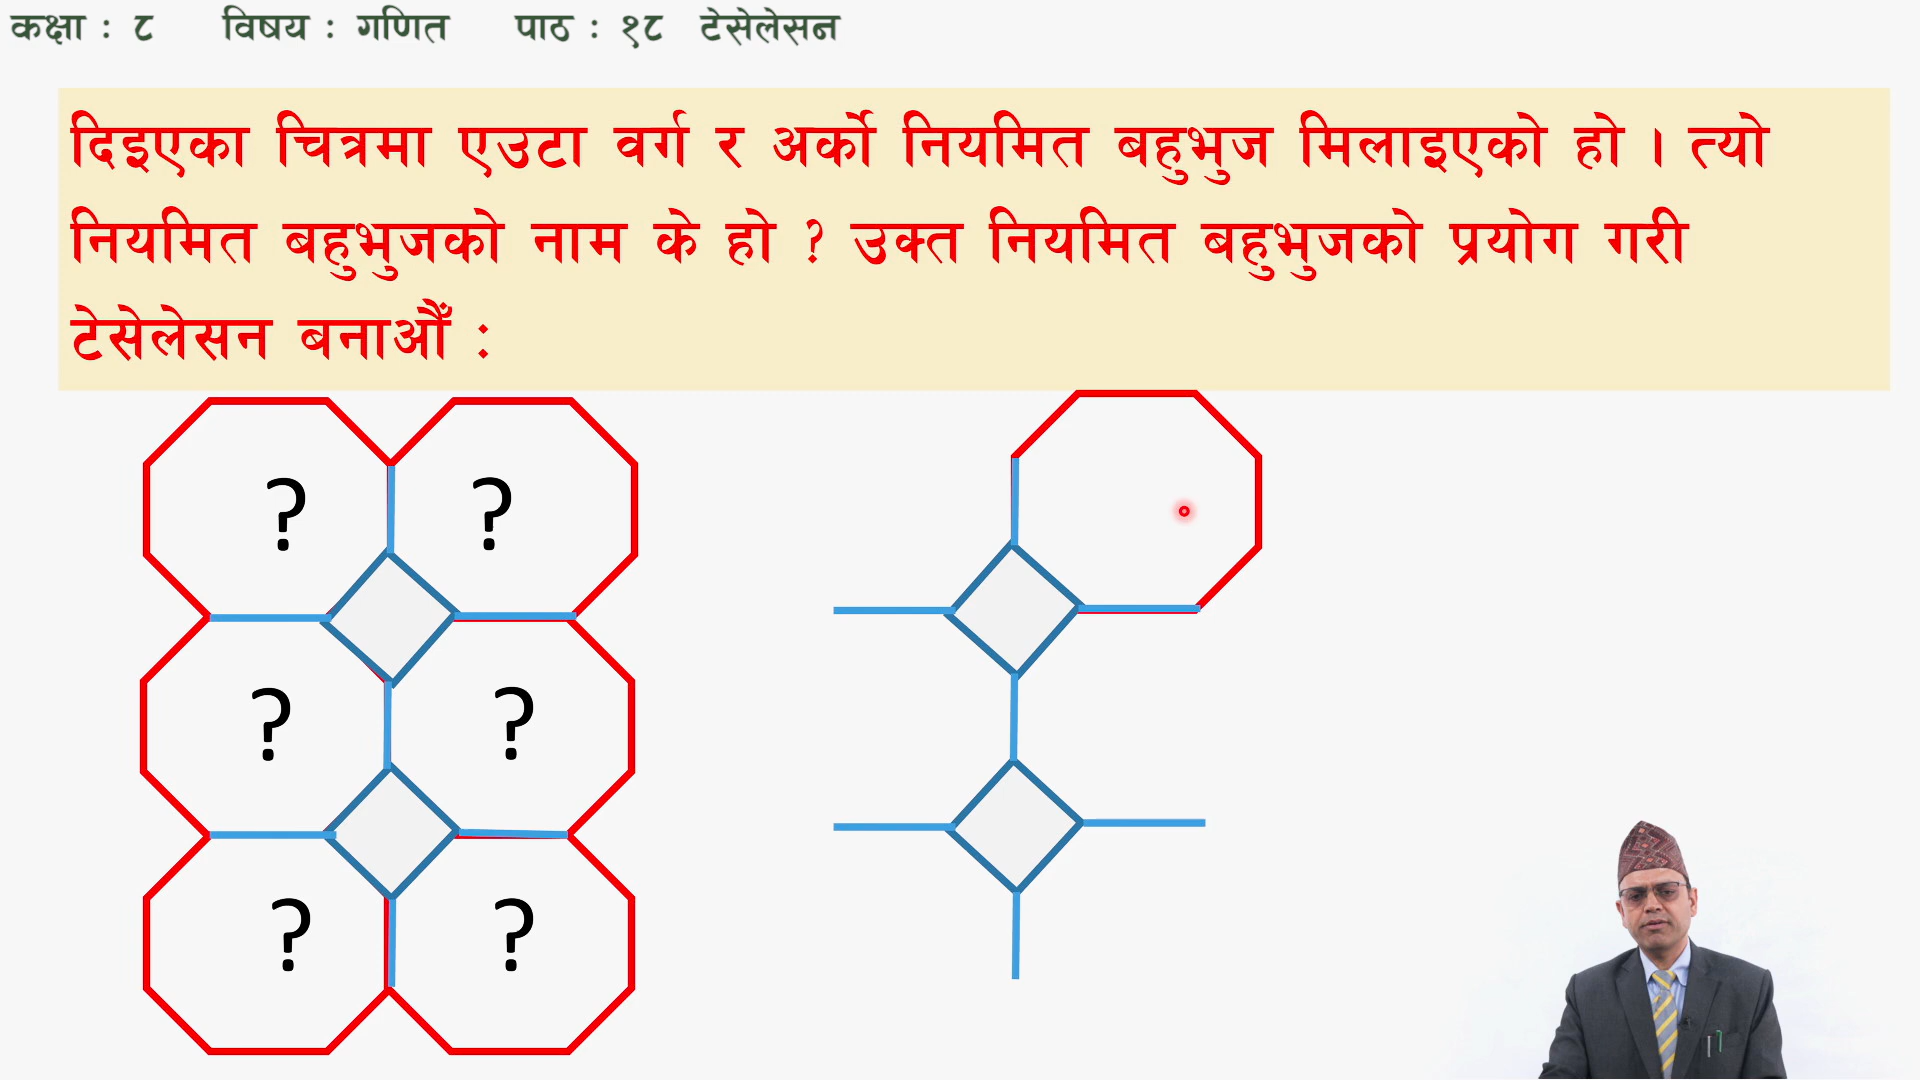 कक्षा : ८ विषय : गणित पाठ : १८ टेसेलेसन
दिइएका चित्रमा एउटा वर्ग र अर्को नियमित बहुभुज मिलाइएको हो । त्यो
नियमित बहुभुजको नाम के हो ? उक्त नियमित बहुभुजको प्रयोग गरी
टेसेलेसन बनाऔँ :
? ?
? ?
? ?